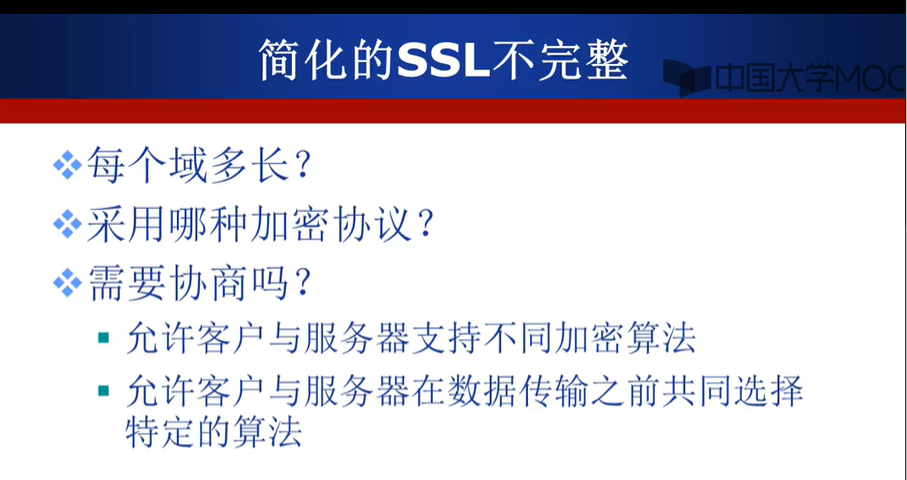 简化的SSL不完整
中国大学MOO
每个域多长？
采用哪种加密协议？
需要协商吗？
允许客户与服务器支持不同加密算法
允许客户与服务器在数据传输之前共同选择
特定的算法